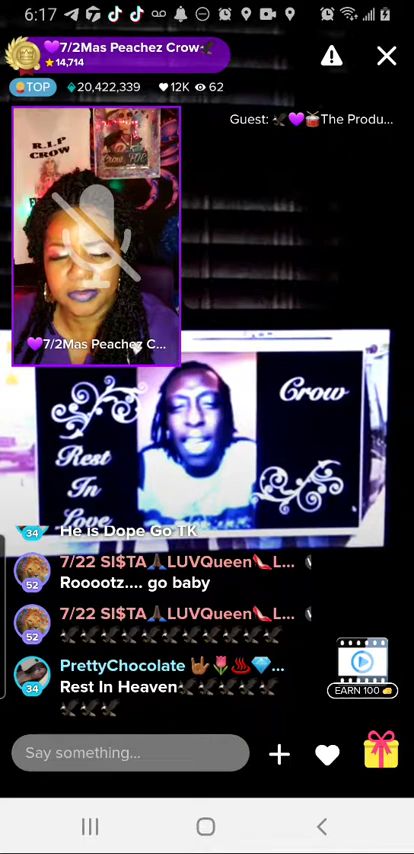 6:17
💜7/2Mas Peachez Crow
14,714
TOP
20,422,339
12K
62
Guest: 💜🥁The Produ...
R.I.P
CROW
💜7/2Mas Peachez C...
Crow
Rest
In
Love
He is Dope Go TK
34
7/22 SI$TA🙏🏿LUVQueen👠L...
52
Rooootz.... go baby
7/22 SI$TA🙏🏿LUVQueen👠L...
52
PrettyChocolate 🤟🏾🌷♨️💎...
34
Rest In Heaven
EARN 100
Say something...